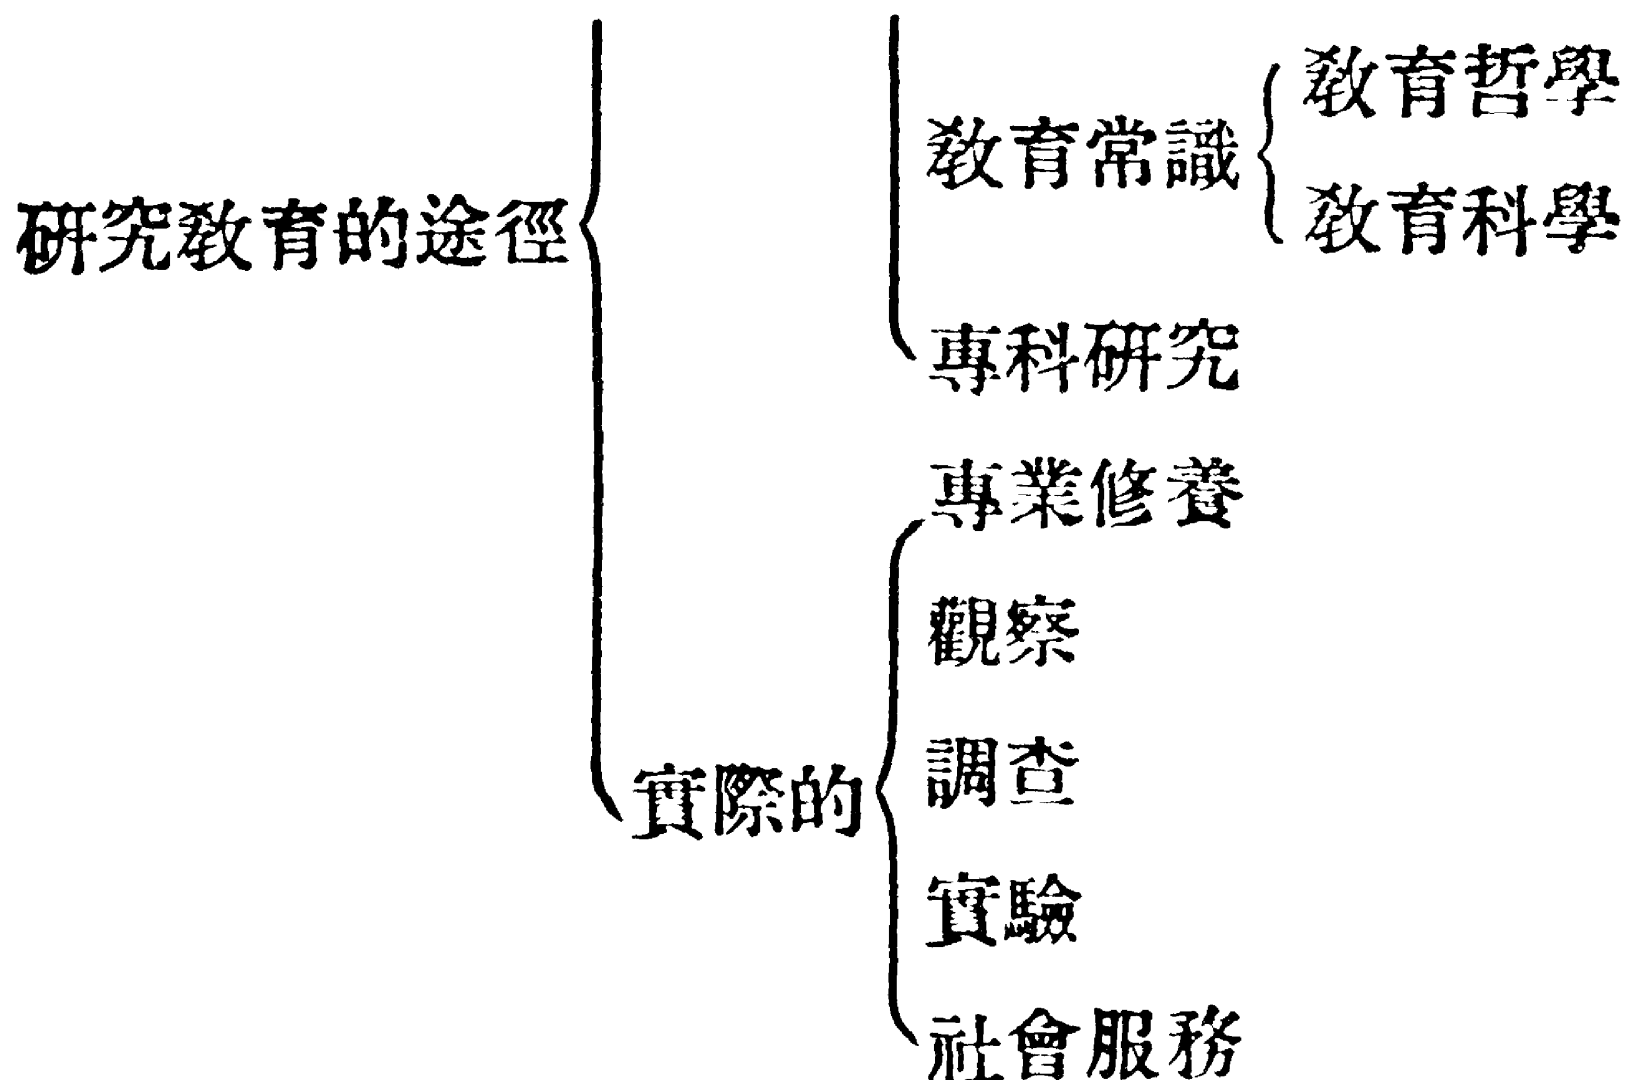 教育哲學
教育常識
教育科學
研究教育的途徑
專科研究
專業修養
觀察
調查
實際的
實驗
社會服務